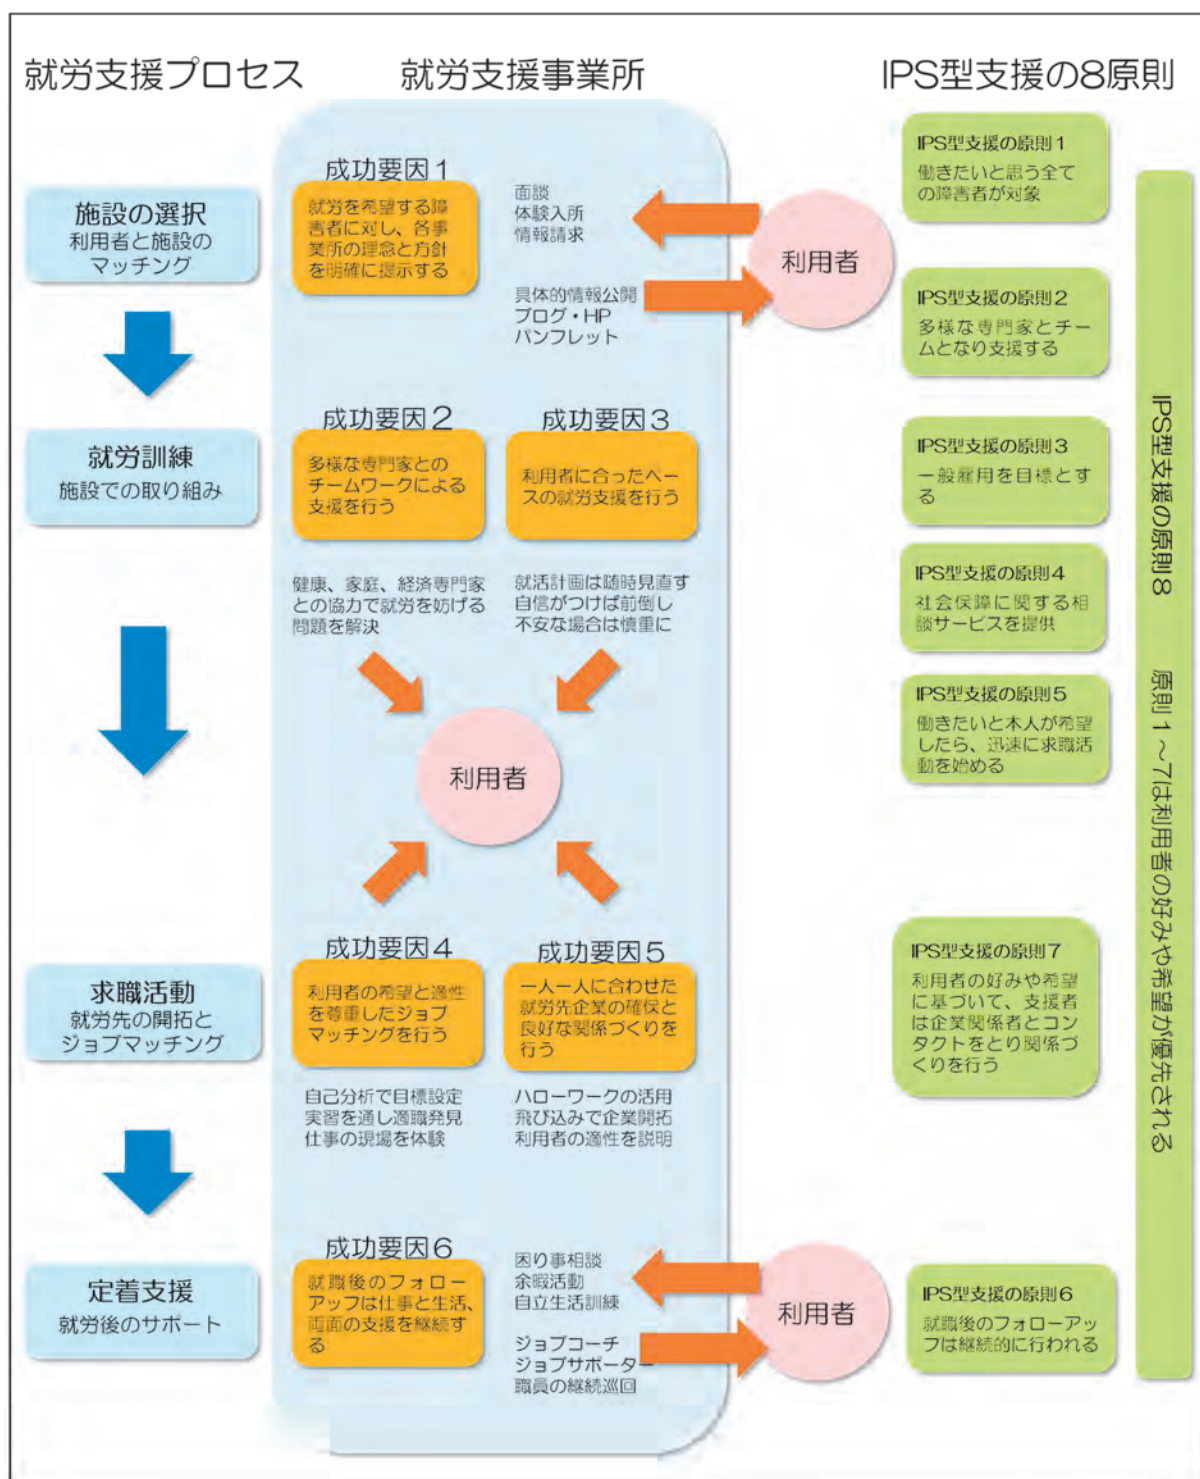 就労支援プロセス
就労支援事業所
IPS型支援の8原則
施設の選択
利用者と施設の
マッチング
成功要因1
就労を希望する障
害者に対し、各事
業所の理念と方針
を明確に提示する
面談
体験入所
情報請求
具体的情報公開
ブログ・HP
パンフレット
利用者
IPS型支援の原則1
働きたいと思う全て
の障害者が対象
IPS型支援の原則2
多様な専門家とチー
ムとなり支援する
就労訓練
施設での取り組み
成功要因2
多様な専門家との
チームワークによる
支援を行う
成功要因3
利用者に合ったペー
スの就労支援を行う
健康、家庭、経済専門家
との協力で就労を妨げる
問題を解決
就活計画は随時見直す
自信がつけば前倒し
不安な場合は慎重に
利用者
IPS型支援の原則3
一般雇用を目標とす
る
IPS型支援の原則4
社会保障に関する相
談サービスを提供
IPS型支援の原則5
働きたいと本人が希望
したら、迅速に求職活
動を始める
求職活動
就労先の開拓と
ジョブマッチング
成功要因4
利用者の希望と適性
を尊重したジョブ
マッチングを行う
成功要因5
一人一人に合わせた
就労先企業の確保と
良好な関係づくりを
行う
自己分析で目標設定
実習を通し適職発見
仕事の現場を体験
ハローワークの活用
飛び込みで企業開拓
利用者の適性を説明
IPS型支援の原則7
利用者の好みや希望
に基づいて、支援者
は企業関係者とコン
タクトをとり関係づ
くりを行う
定着支援
就労後のサポート
成功要因6
就職後のフォロー
アップは仕事と生活、
両面の支援を継続す
る
困り事相談
余暇活動
自立生活訓練
ジョブコーチ
ジョブサポーター
職員の継続巡回
利用者
IPS型支援の原則6
就職後のフォローアッ
プは継続的に行われる
IPS型支援の原則8　原則1～7は利用者の好みや希望が優先される